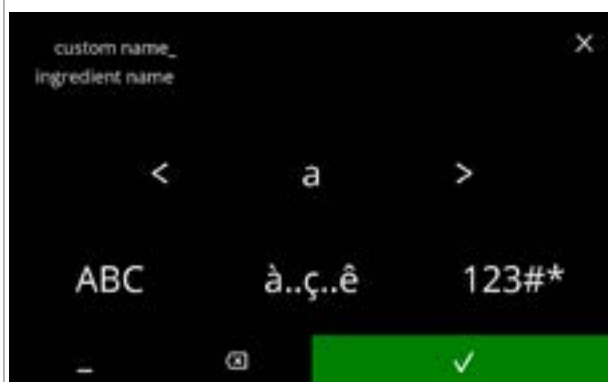 custom name_
ingredient name
< a >
ABC à..ç..ê 123#*
_